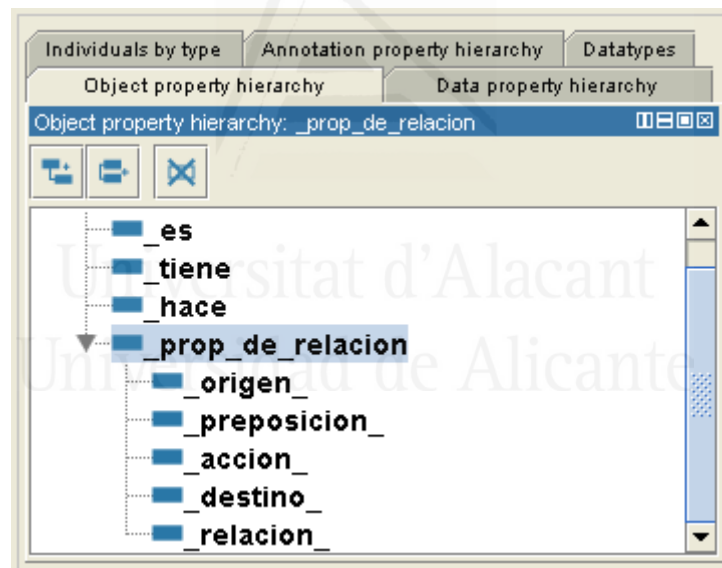 Individuals by type Annotation property hierarchy Datatypes
Object property hierarchy Data property hierarchy
Object property hierarchy: _prop_de_relacion
_es
_tiene
Universitat d'Alacant
_hace
_prop_de_relacion
Universidad de Alicante
_origen_
_preposicion_
_accion_
_destino_
_relacion_